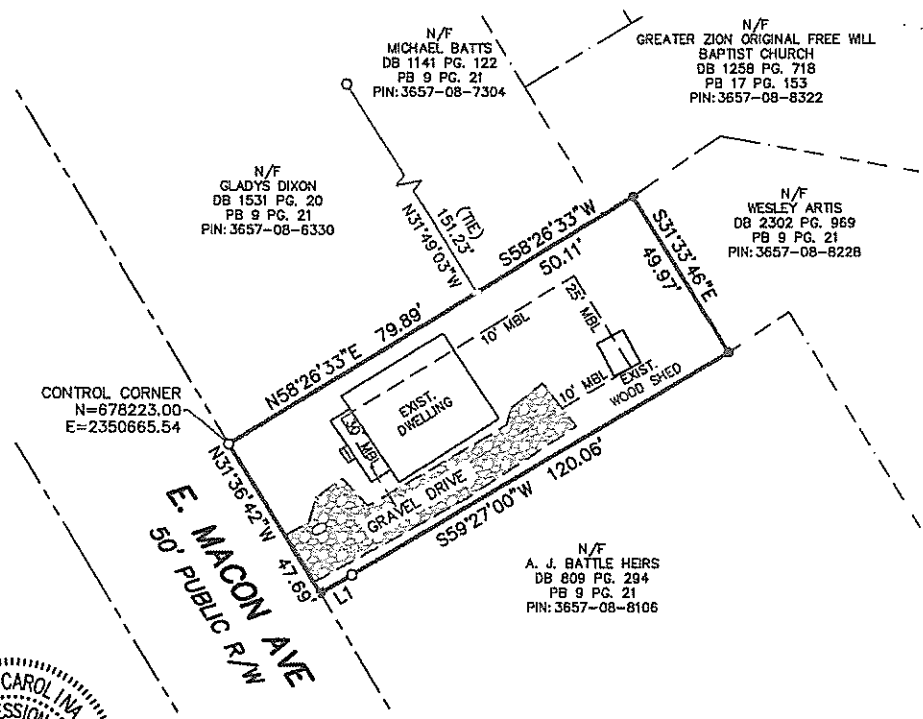 N/F
MICHAEL BATTS
DB 1141 PG. 122
PB 9 PG. 21
PIN: 3657-08-7304
N/F
GREATER ZION ORIGINAL FREE WILL
BAPTIST CHURCH
DB 1258 PG. 718
PB 17 PG. 153
PIN: 3657-08-8322
N/F
GLADYS DIXON
DB 1531 PG. 20
PB 9 PG. 21
PIN: 3657-08-6330
N/F
WESLEY ARTIS
DB 2302 PG. 969
PB 9 PG. 21
PIN: 3657-08-8228
(TIE)
151.23'
N31°49'03"W
S58°26'33"W
50.11'
S31°33'46"E
49.97'
N58°26'33"E 79.89'
10' MBL
25' MBL
10' MBL
30' MBL
EXIST.
DWELLING
EXIST.
WOOD SHED
CONTROL CORNER
N=678223.00
E=2350665.54
N31°36'42"W
47.69'
GRAVEL DRIVE
S59°27'00"W 120.06'
L1
E. MACON AVE
50' PUBLIC R/W
N/F
A. J. BATTLE HEIRS
DB 809 PG. 294
PB 9 PG. 21
PIN: 3657-08-8106
CAROLINA
ESSION